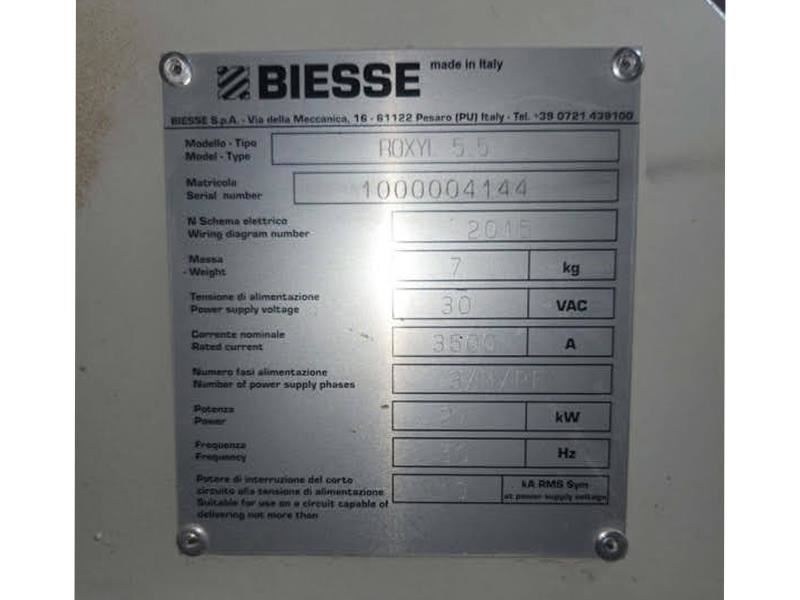 BIESSE made in Italy
BIESSE S.p.A. - Via della Meccanica, 16 - 61122 Pesaro (PU) Italy - Tel. +39 0721 439100
Modello - Tipo
Model - Type
ROXYL 5.5
Matricola
Serial number
1000004144
N Schema elettrico
Wiring diagram number
2015
Massa
- Weight
7 kg
Tensione di alimentazione
Power supply voltage
30 VAC
Corrente nominale
Rated current
3500 A
Numero fasi alimentazione
Number of power supply phases
Potenza
Power
kW
Frequenza
Frequency
Hz
Potere di interruzione del corto
circuito alla tensione di alimentazione
Suitable for use on a circuit capable of
delivering not more than
kA RMS Sym
at power supply voltage